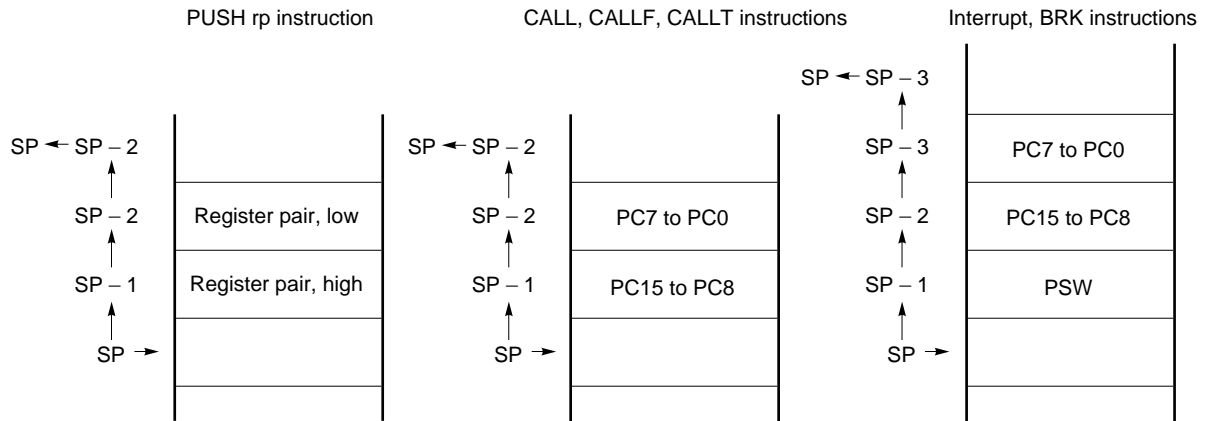 PUSH rp instruction
SP ← SP – 2
SP – 2
Register pair, low
SP – 1
Register pair, high
SP →
CALL, CALLF, CALLT instructions
SP ← SP – 2
SP – 2
PC7 to PC0
SP – 1
PC15 to PC8
SP →
Interrupt, BRK instructions
SP ← SP – 3
SP – 3
PC7 to PC0
SP – 2
PC15 to PC8
SP – 1
PSW
SP →